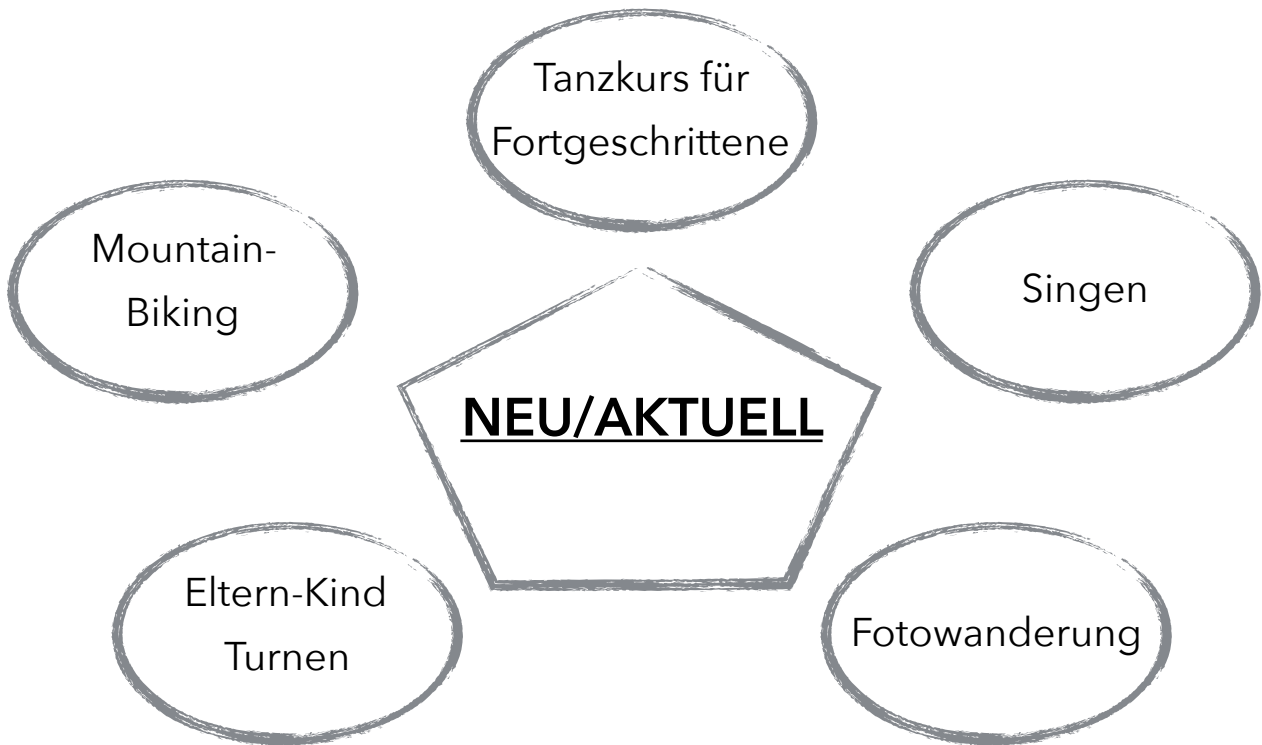 Tanzkurs für
Fortgeschrittene
Mountain-
Biking
Singen
NEU/AKTUELL
Eltern-Kind
Turnen
Fotowanderung